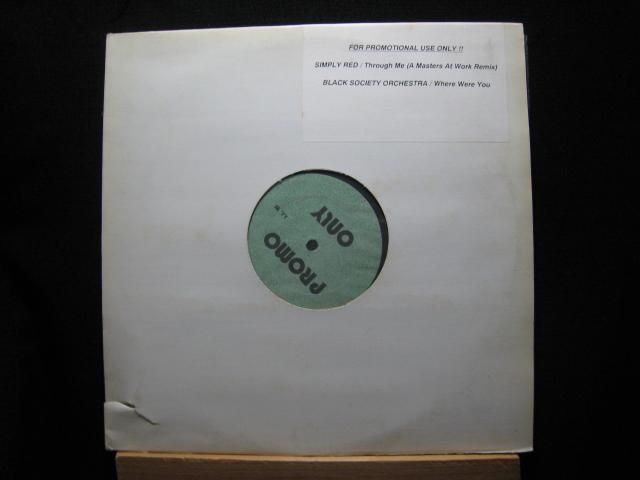 FOR PROMOTIONAL USE ONLY !!
SIMPLY RED / Through Me (A Masters At Work Remix)
BLACK SOCIETY ORCHESTRA / Where Were You
PROMO
ONLY